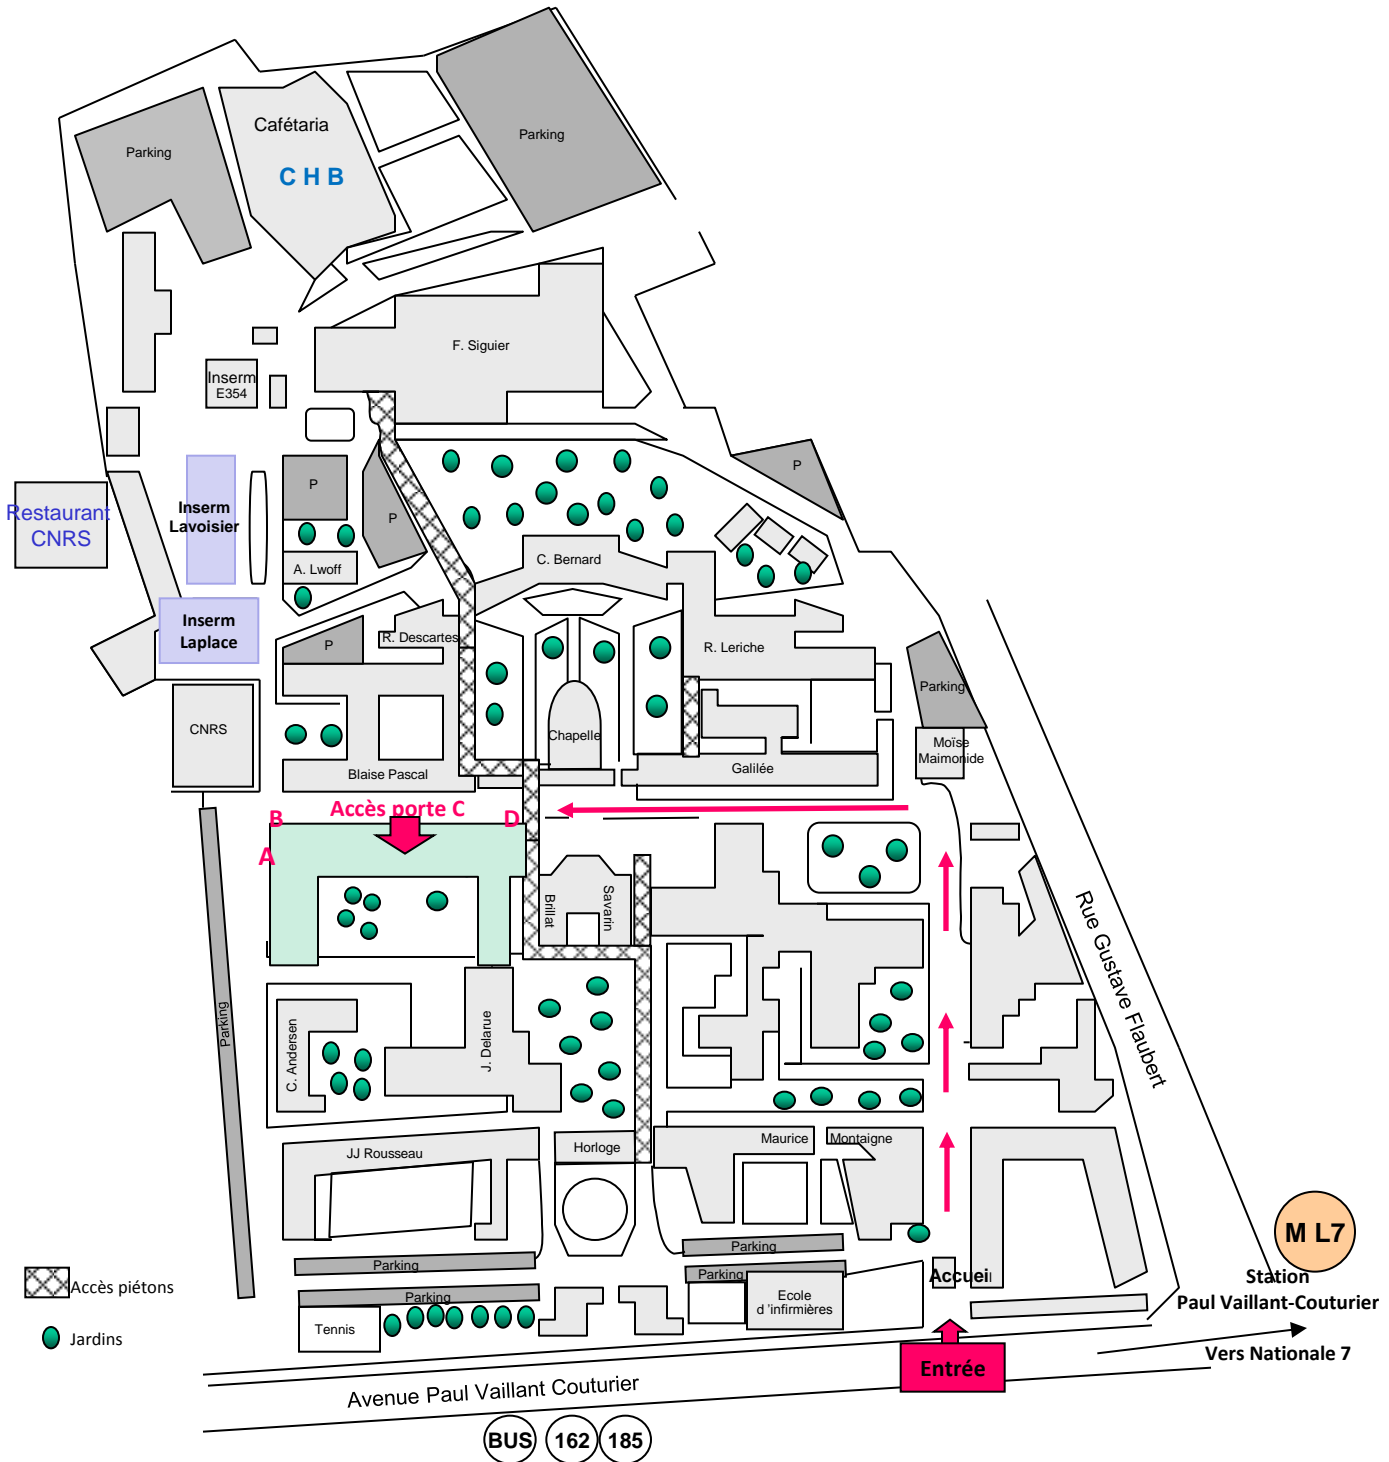 Cafétaria
C H B
Parking
Parking
F. Siguier
Inserm
E354
P
P
P
Restaurant
CNRS
Inserm
Lavoisier
A. Lwoff
C. Bernard
Inserm
Laplace
P
R. Descartes
R. Leriche
Parking
CNRS
Chapelle
Moïse
Maimonide
Blaise Pascal
Galilée
Accès porte C
B
D
A
Brillat
Savarin
Rue Gustave Flaubert
Parking
C. Andersen
J. Delarue
JJ Rousseau
Horloge
Maurice
Montaigne
M L7
Parking
Parking
Parking
Parking
Accueil
Station
Paul Vaillant-Couturier
Accès piétons
Ecole
d 'infirmières
Tennis
Jardins
Vers Nationale 7
Entrée
Avenue Paul Vaillant Couturier
BUS
162
185